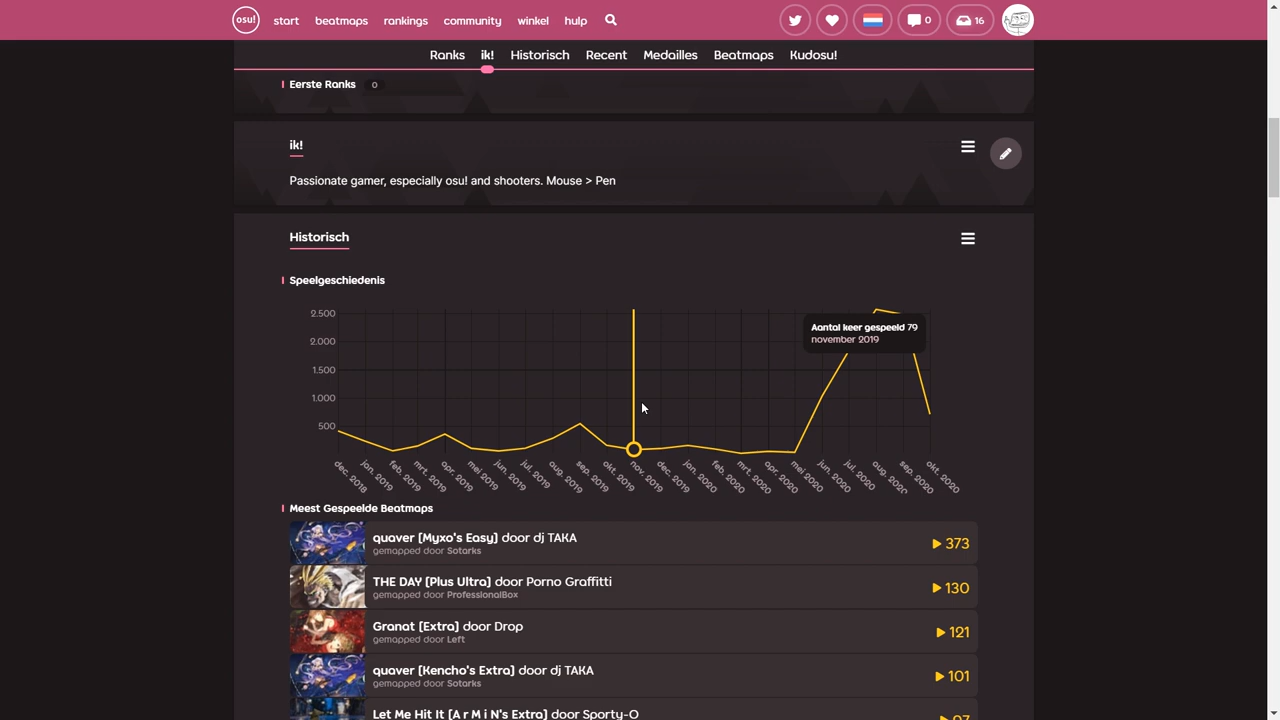 osu! start beatmaps rankings community winkel hulp 0 16
Ranks ik! Historisch Recent Medailles Beatmaps Kudosu!
Eerste Ranks 0
ik!
Passionate gamer, especially osu! and shooters. Mouse > Pen
Historisch
Speelgeschiedenis
2.500
2.000
1.500
1.000
500
Aantal keer gespeeld 79
november 2019
dec. 2018 jan. 2019 feb. 2019 mrt. 2019 apr. 2019 mei 2019 jun. 2019 jul. 2019 aug. 2019 sep. 2019 okt. 2019 nov. 2019 dec. 2019 jan. 2020 feb. 2020 mrt. 2020 apr. 2020 mei 2020 jun. 2020 jul. 2020 aug. 2020 sep. 2020 okt. 2020
Meest Gespeelde Beatmaps
quaver [Myxo's Easy] door dj TAKA
gemapped door Sotarks
373
THE DAY [Plus Ultra] door Porno Graffitti
gemapped door ProfessionalBox
130
Granat [Extra] door Drop
gemapped door Left
121
quaver [Kencho's Extra] door dj TAKA
gemapped door Sotarks
101
Let Me Hit It [A r M i N's Extra] door Sporty-O
97